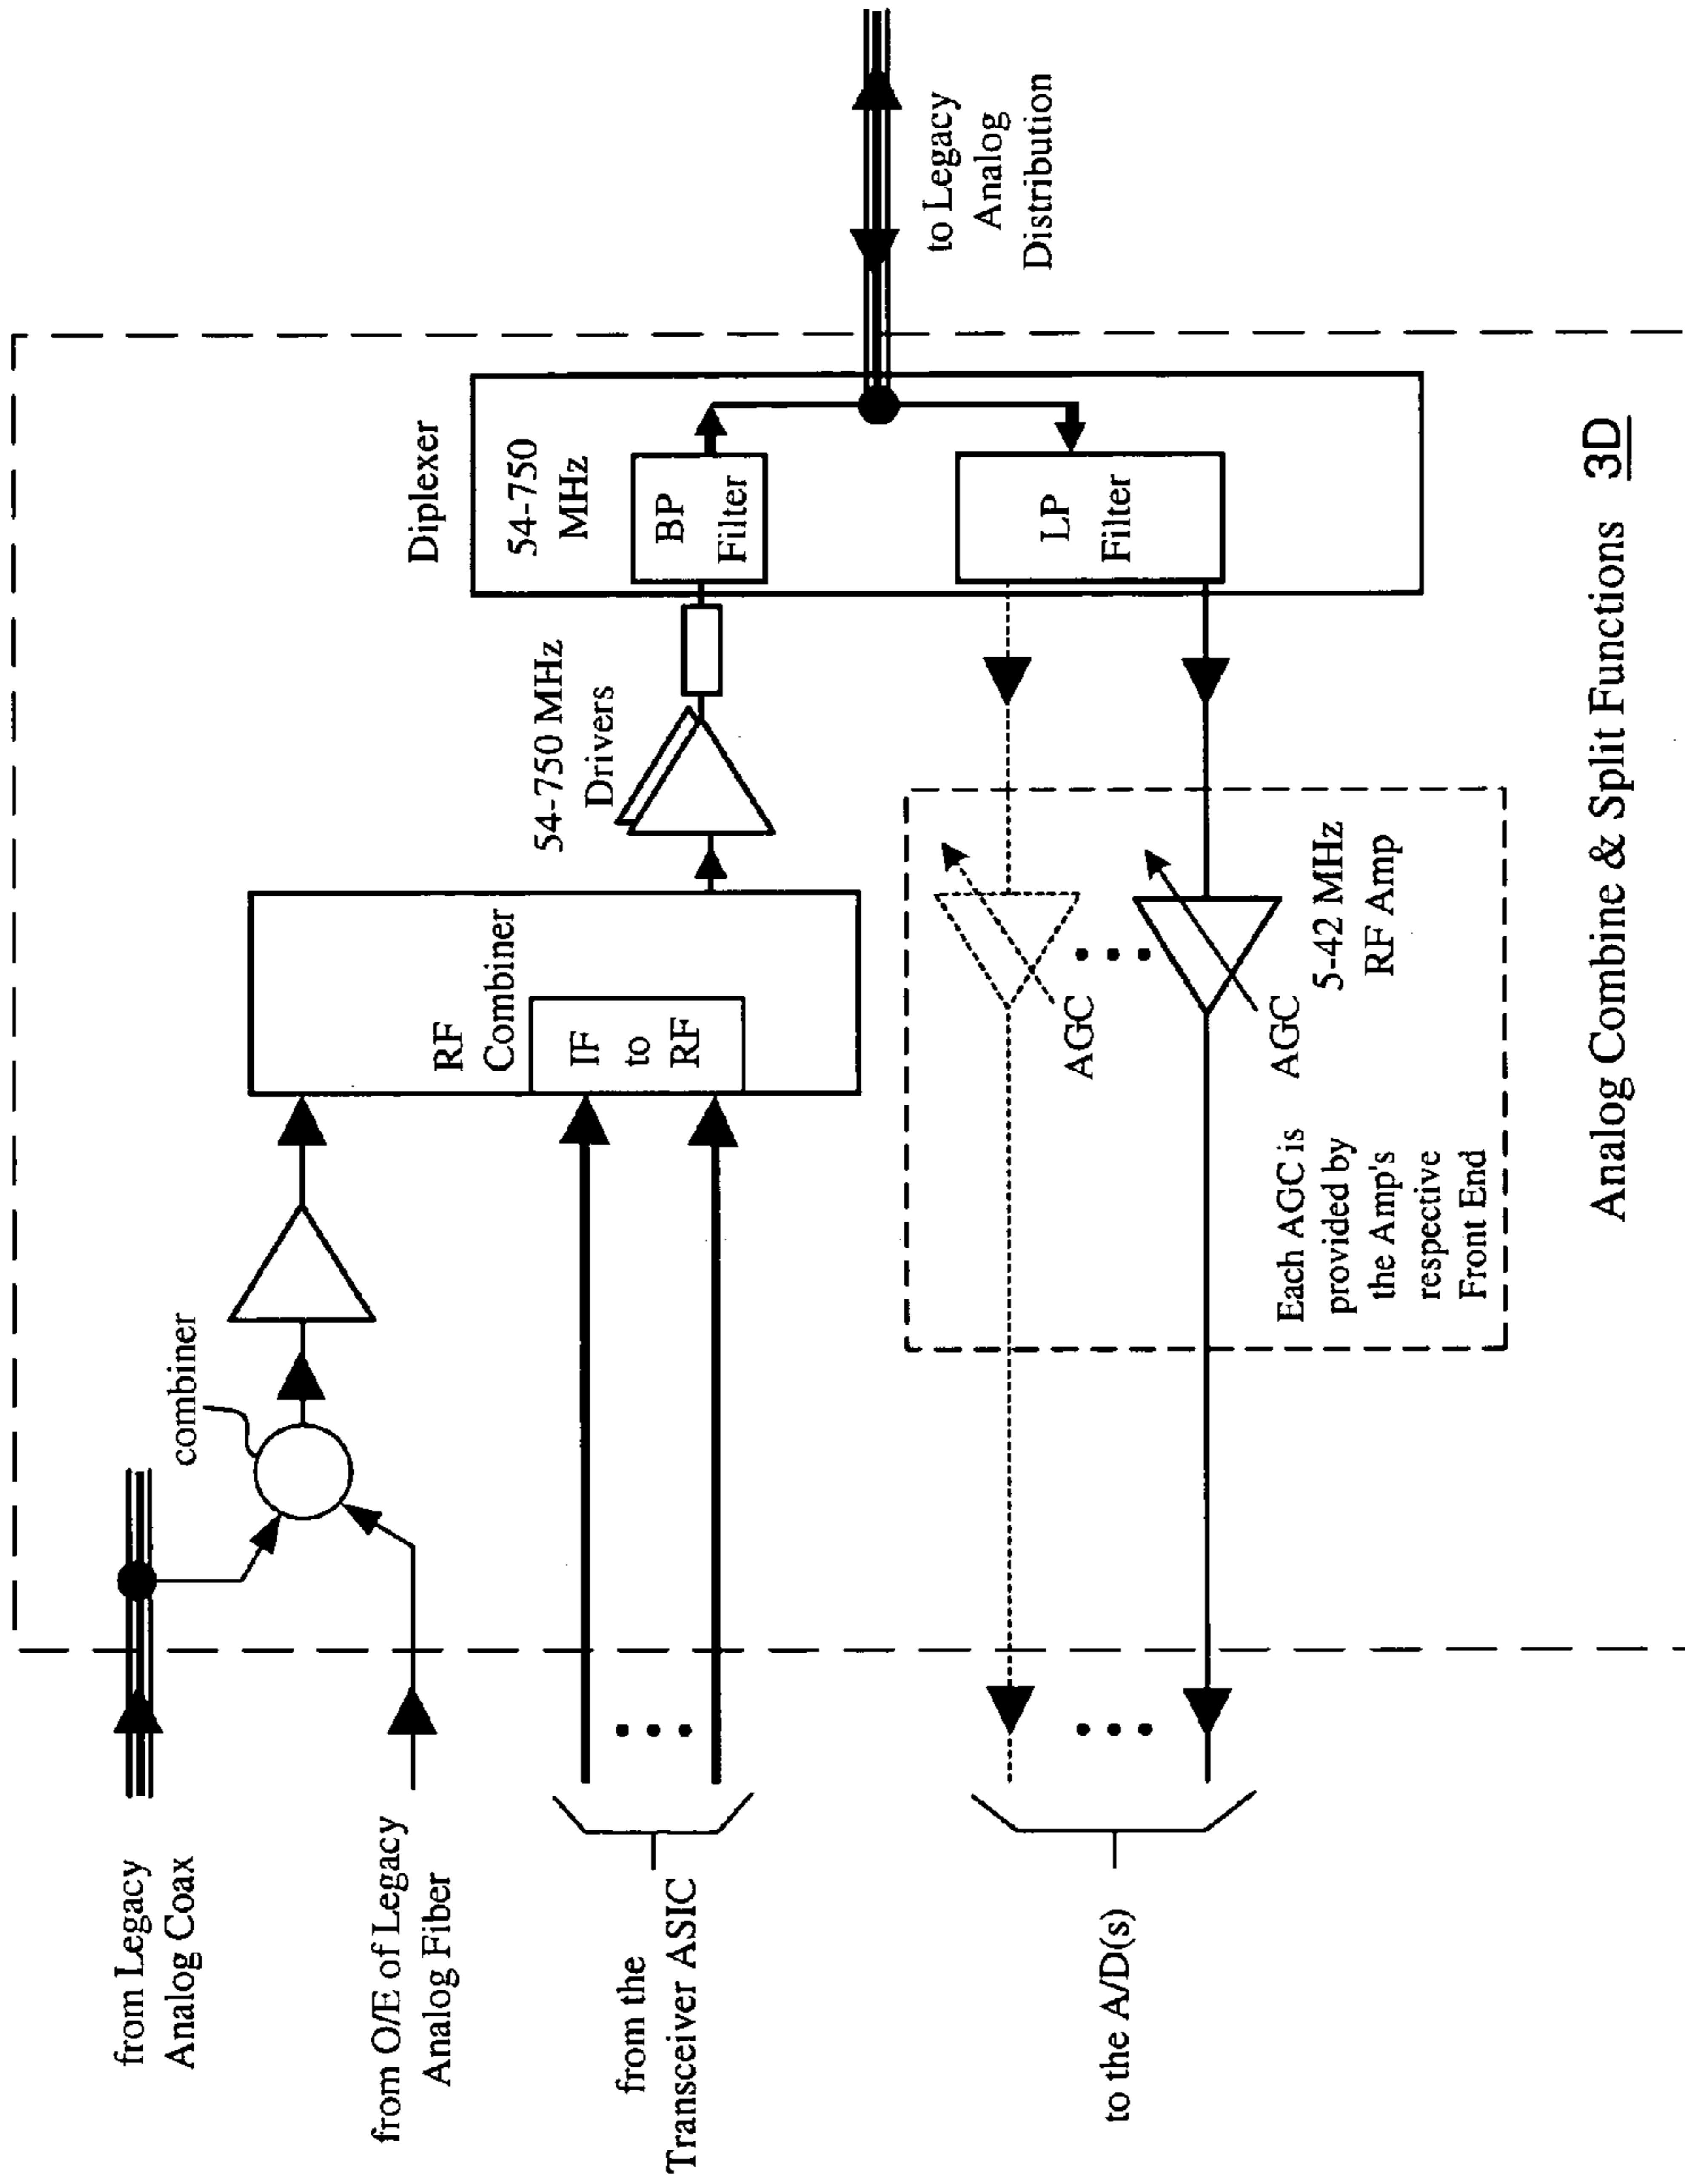 from Legacy
Analog Coax
from O/E of Legacy
Analog Fiber
from the
Transceiver ASIC
to the A/D(s)
combiner
RF
Combiner
IF
to
RF
54-750 MHz
Drivers
Diplexer
54-750
MHz
BP
Filter
LP
Filter
to Legacy
Analog
Distribution
AGC
AGC
5-42 MHz
RF Amp
Each AGC is
provided by
the Amp's
respective
Front End
Analog Combine & Split Functions 3D